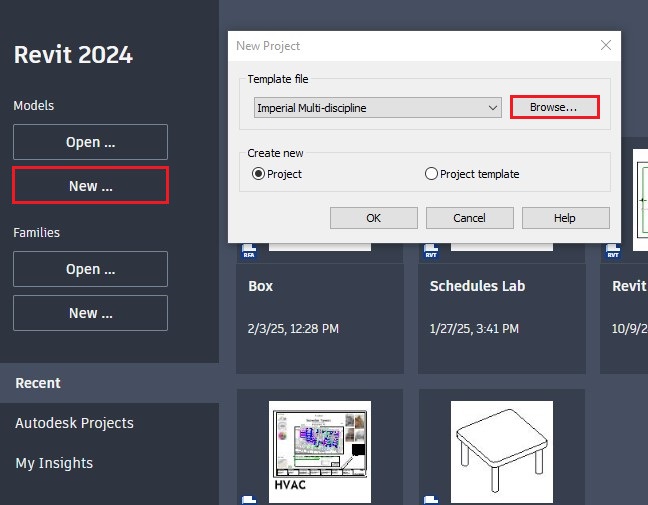 Revit 2024
Models
Open ...
New ...
Families
Open ...
New ...
Recent
Autodesk Projects
My Insights
New Project
Template file
Imperial Multi-discipline
Browse...
Create new
Project
Project template
OK
Cancel
Help
RFA
RVT
RVT
Box
2/3/25, 12:28 PM
Schedules Lab
1/27/25, 3:41 PM
Revit
10/9/2
HVAC